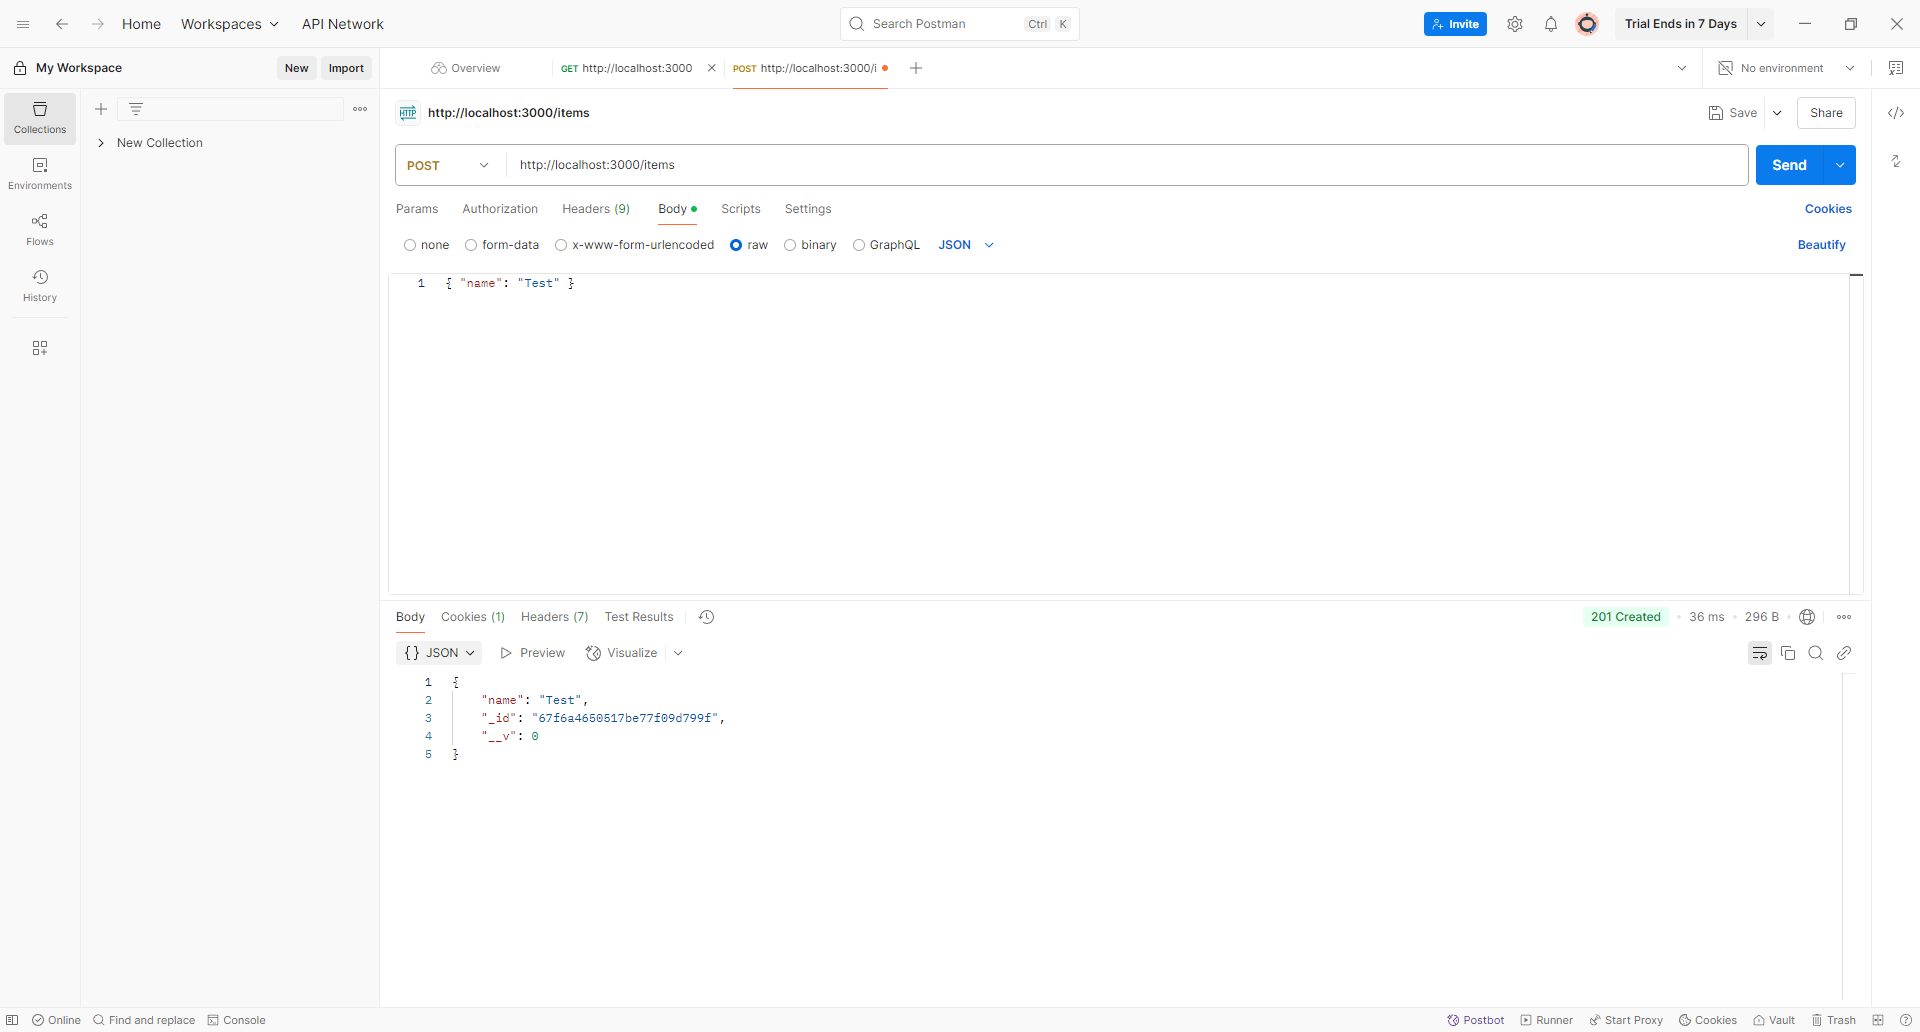 Home Workspaces API Network Search Postman Ctrl K Invite Trial Ends in 7 Days
My Workspace New Import Overview GET http://localhost:3000 POST http://localhost:3000/i No environment
Collections
New Collection
Environments
Flows
History
HTTP http://localhost:3000/items Save Share
POST http://localhost:3000/items Send
Params Authorization Headers (9) Body Scripts Settings Cookies
none form-data x-www-form-urlencoded raw binary GraphQL JSON Beautify
1 { "name": "Test" }
Body Cookies (1) Headers (7) Test Results 201 Created 36 ms 296 B
{} JSON Preview Visualize
1 {
2 "name": "Test",
3 "_id": "67f6a4650517be77f09d799f",
4 "__v": 0
5 }
Online Find and replace Console Postbot Runner Start Proxy Cookies Vault Trash